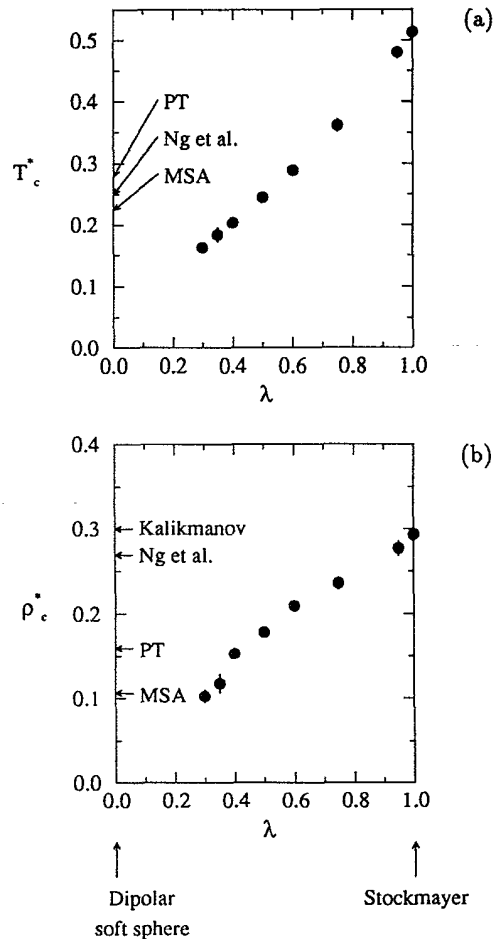 (a)
0.5
0.4
PT
Ng et al.
T*c
0.3
MSA
0.2
0.1
0.0
0.0 0.2 0.4 0.6 0.8 1.0
λ
(b)
0.4
0.3
Kalikmanov
Ng et al.
ρ*c
0.2
PT
0.1
MSA
0.0
0.0 0.2 0.4 0.6 0.8 1.0
λ
Dipolar Stockmayer
soft sphere